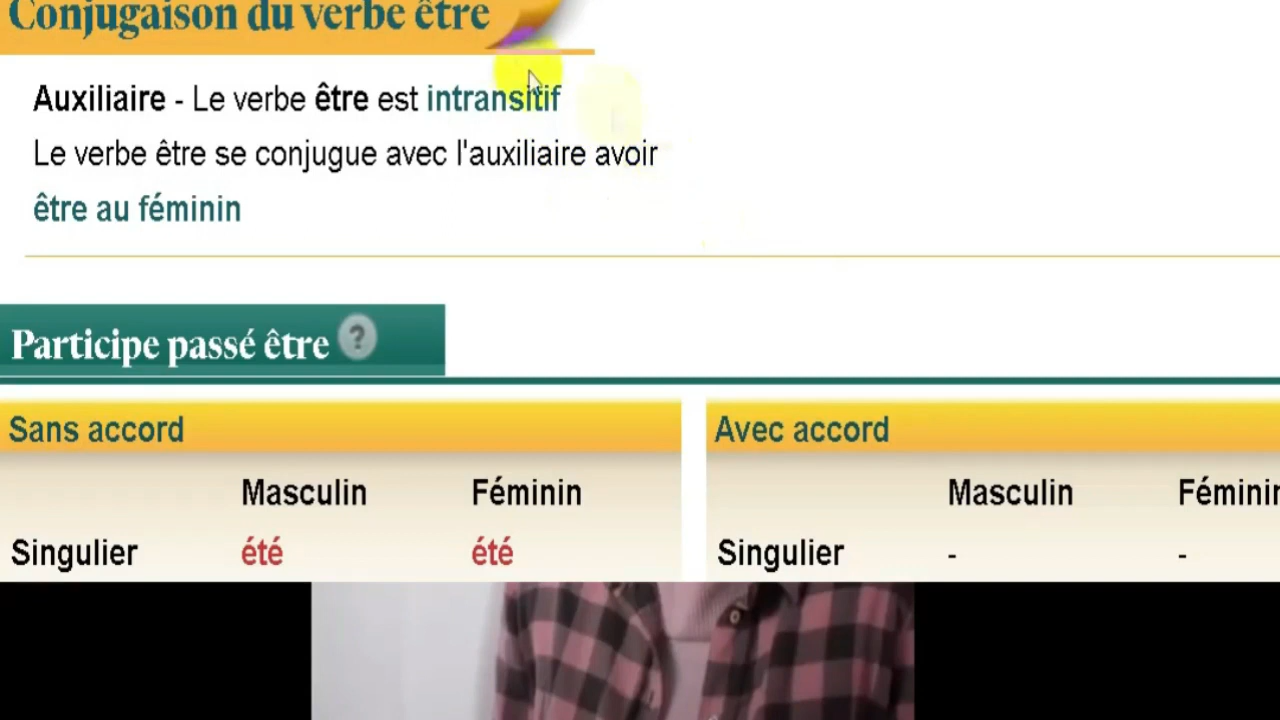 Conjugaison du verbe être
Auxiliaire - Le verbe être est intransitif
Le verbe être se conjugue avec l'auxiliaire avoir
être au féminin
Participe passé être ?
Sans accord
Masculin Féminin
Singulier été été
Avec accord
Masculin Féminin
Singulier - -